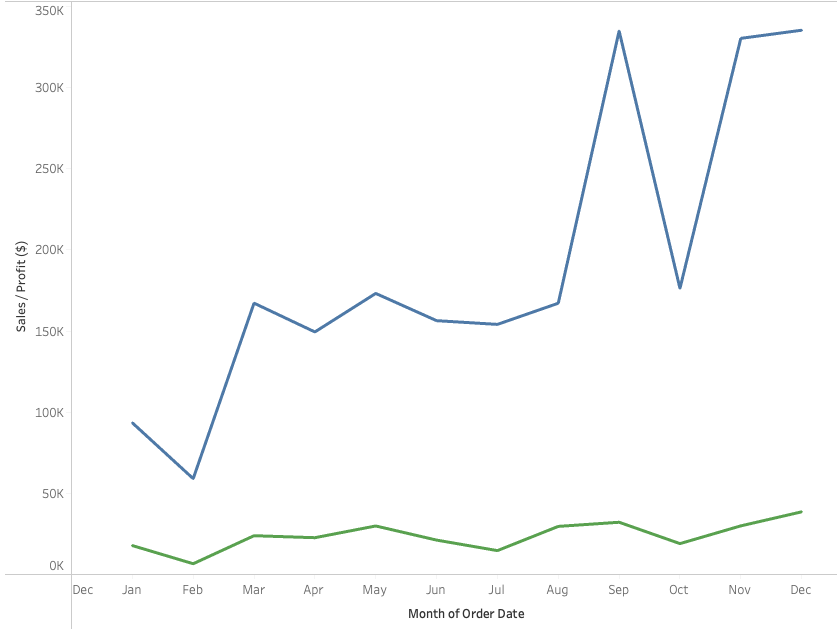 350K
300K
250K
200K
150K
100K
50K
0K
Sales / Profit ($)
Dec Jan Feb Mar Apr May Jun Jul Aug Sep Oct Nov Dec
Month of Order Date